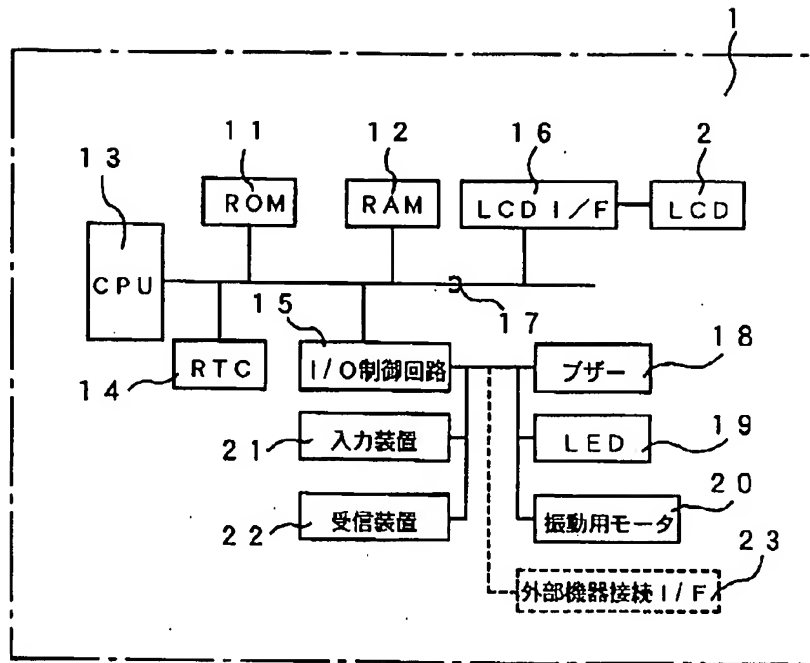 1
11
12
16
2
13
ROM
RAM
LCD I/F
LCD
CPU
15
17
18
RTC
I/O制御回路
ブザー
14
19
21
入力装置
LED
20
22
受信装置
振動用モータ
23
外部機器接続I/F